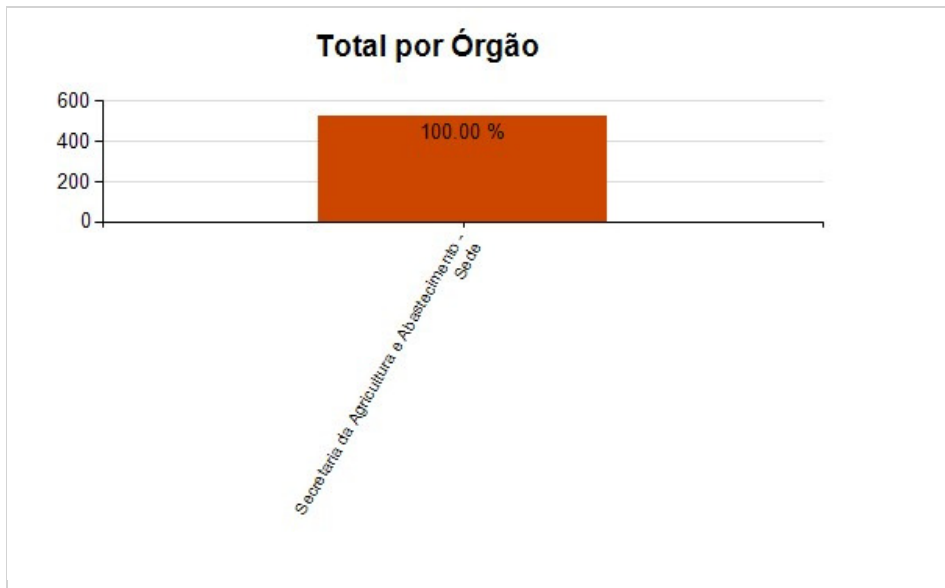 Total por Órgão
600
400
200
0
100.00 %
Secretaria da Agricultura e Abastecimento -
Sede